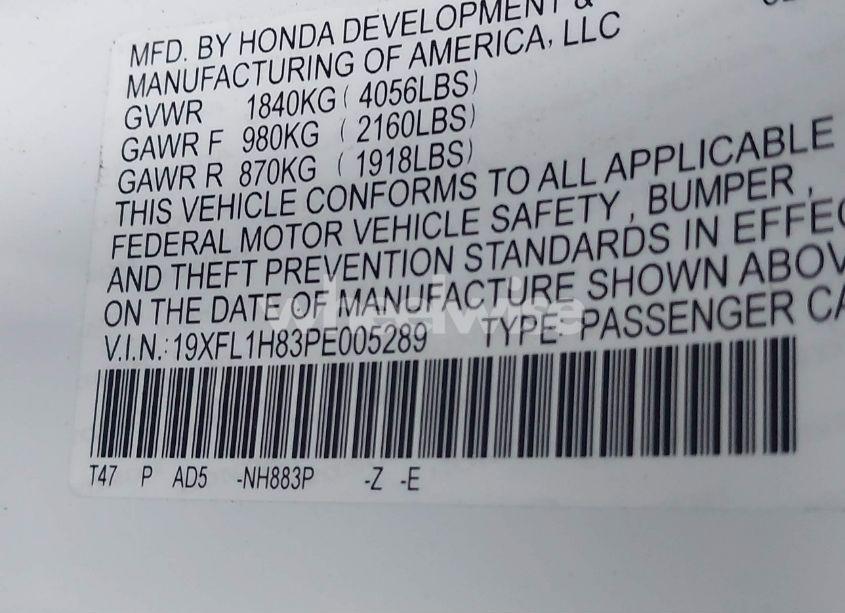 MFD. BY HONDA DEVELOPMENT &
MANUFACTURING OF AMERICA, LLC
GVWR 1840KG ( 4056LBS)
GAWR F 980KG ( 2160LBS)
GAWR R 870KG ( 1918LBS)
THIS VEHICLE CONFORMS TO ALL APPLICABLE
FEDERAL MOTOR VEHICLE SAFETY , BUMPER ,
AND THEFT PREVENTION STANDARDS IN EFFEC
ON THE DATE OF MANUFACTURE SHOWN ABOV
V.I.N.: 19XFL1H83PE005289 TYPE: PASSENGER CA
wheelwise
T47 P AD5 -NH883P -Z -E